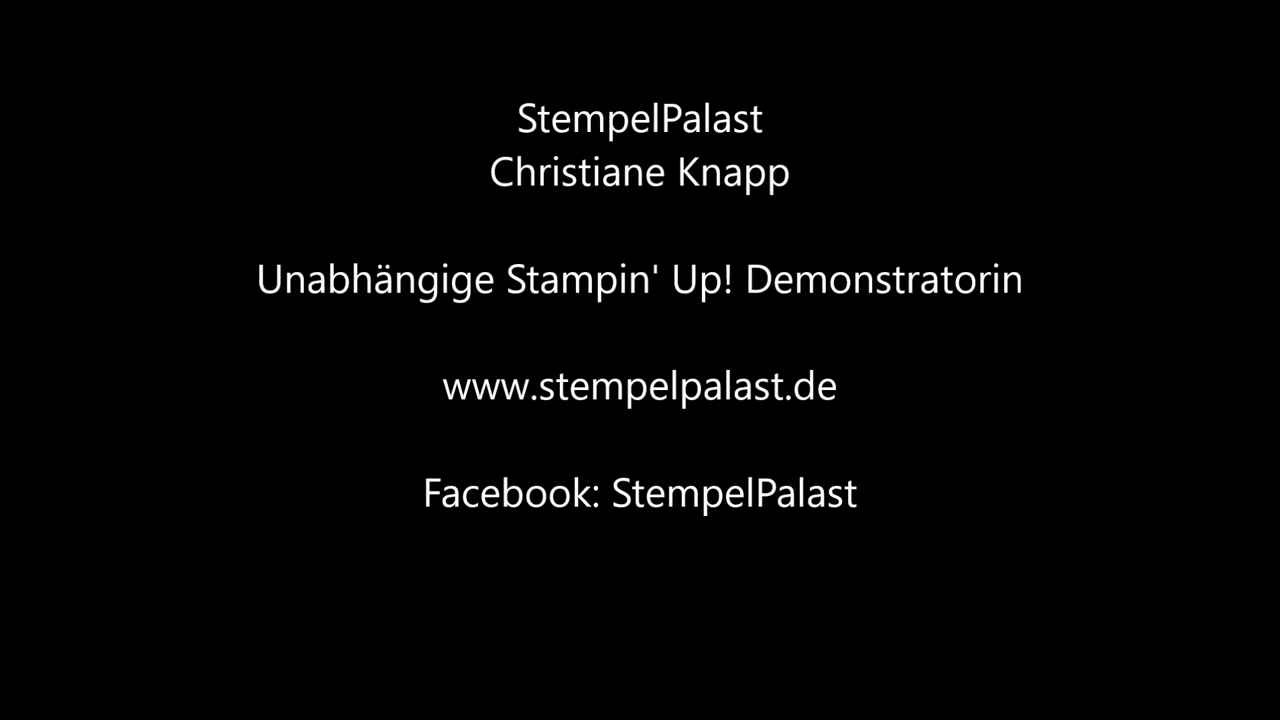 StempelPalast
Christiane Knapp
Unabhängige Stampin' Up! Demonstratorin
www.stempelpalast.de
Facebook: StempelPalast